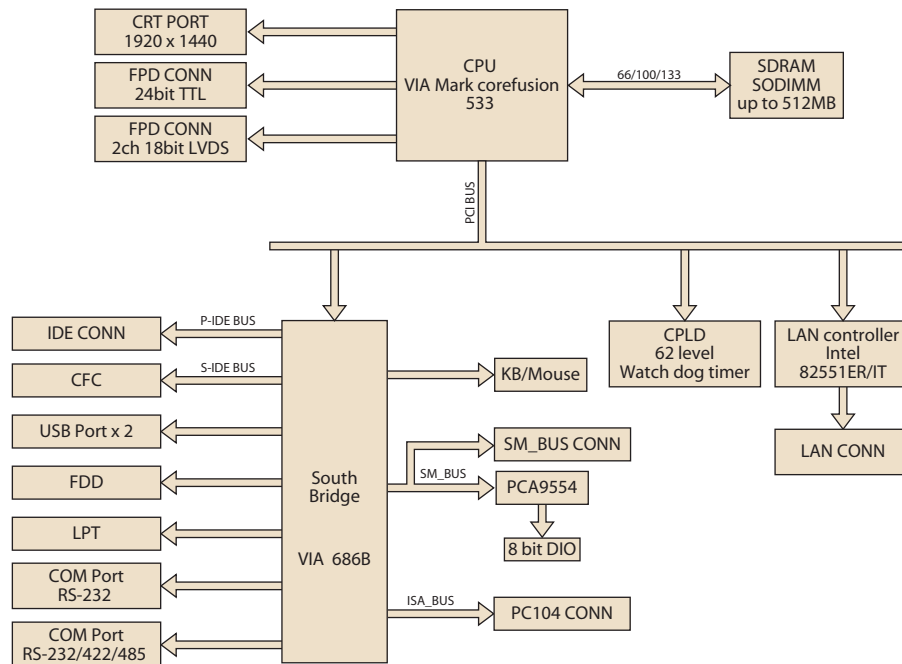 CRT PORT
1920 x 1440
FPD CONN
24bit TTL
FPD CONN
2ch 18bit LVDS
CPU
VIA Mark corefusion
533
66/100/133
SDRAM
SODIMM
up to 512MB
PCI BUS
IDE CONN
P-IDE BUS
CFC
S-IDE BUS
USB Port x 2
FDD
LPT
COM Port
RS-232
COM Port
RS-232/422/485
South
Bridge
VIA 686B
KB/Mouse
SM_BUS CONN
SM_BUS
PCA9554
8 bit DIO
ISA_BUS
PC104 CONN
CPLD
62 level
Watch dog timer
LAN controller
Intel
82551ER/IT
LAN CONN